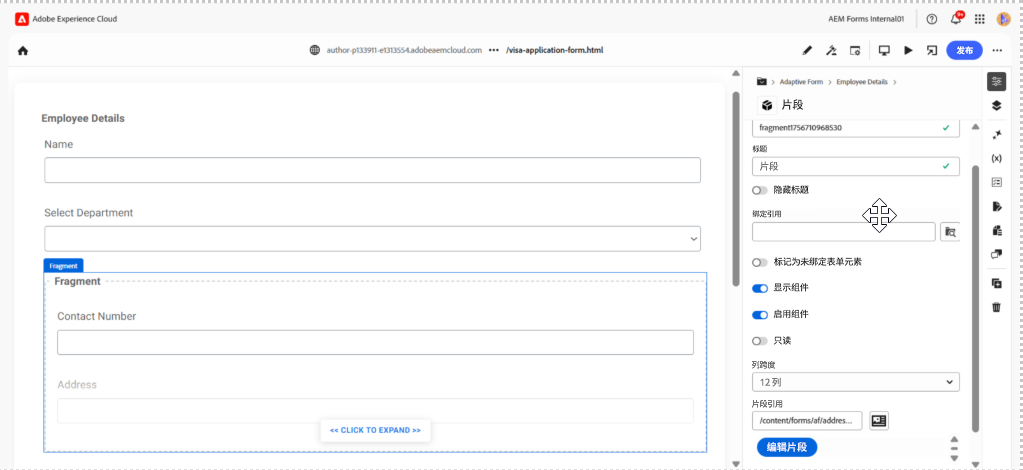 Adobe Experience Cloud
AEM Forms Internal01
9+
author-p133911-e1313554.adobeaemcloud.com ••• /visa-application-form.html
发布
Adaptive Form > Employee Details >
片段
fragment1756710968530
标题
片段
隐藏标题
绑定引用
标记为未绑定表单元素
显示组件
启用组件
只读
列跨度
12 列
片段引用
/content/forms/af/addres...
编辑片段
(x)
Employee Details
Name
Select Department
Fragment
Fragment
Contact Number
Address
<< CLICK TO EXPAND >>